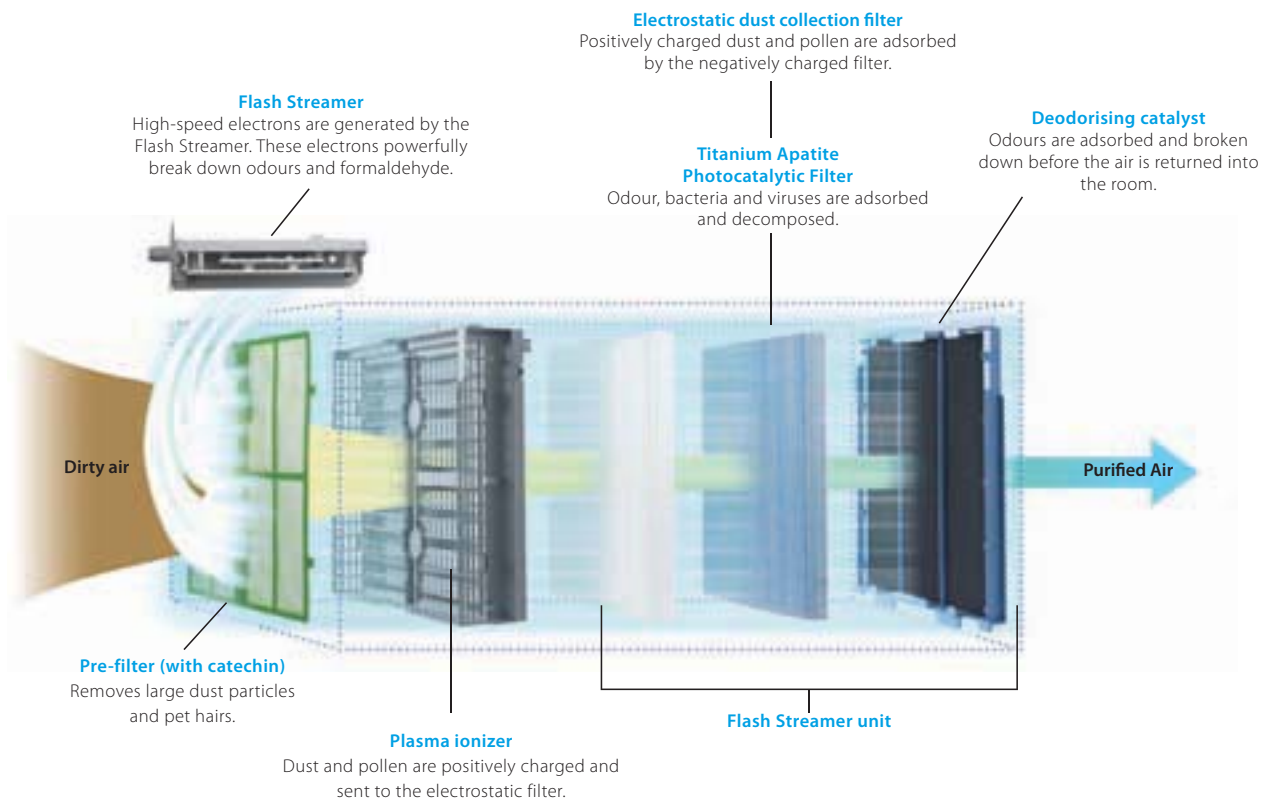 Electrostatic dust collection filter
Positively charged dust and pollen are adsorbed
by the negatively charged filter.
Flash Streamer
High-speed electrons are generated by the
Flash Streamer. These electrons powerfully
break down odours and formaldehyde.
Titanium Apatite
Photocatalytic Filter
Odour, bacteria and viruses are adsorbed
and decomposed.
Deodorising catalyst
Odours are adsorbed and broken
down before the air is returned into
the room.
Dirty air
Purified Air
Pre-filter (with catechin)
Removes large dust particles
and pet hairs.
Plasma ionizer
Dust and pollen are positively charged and
sent to the electrostatic filter.
Flash Streamer unit